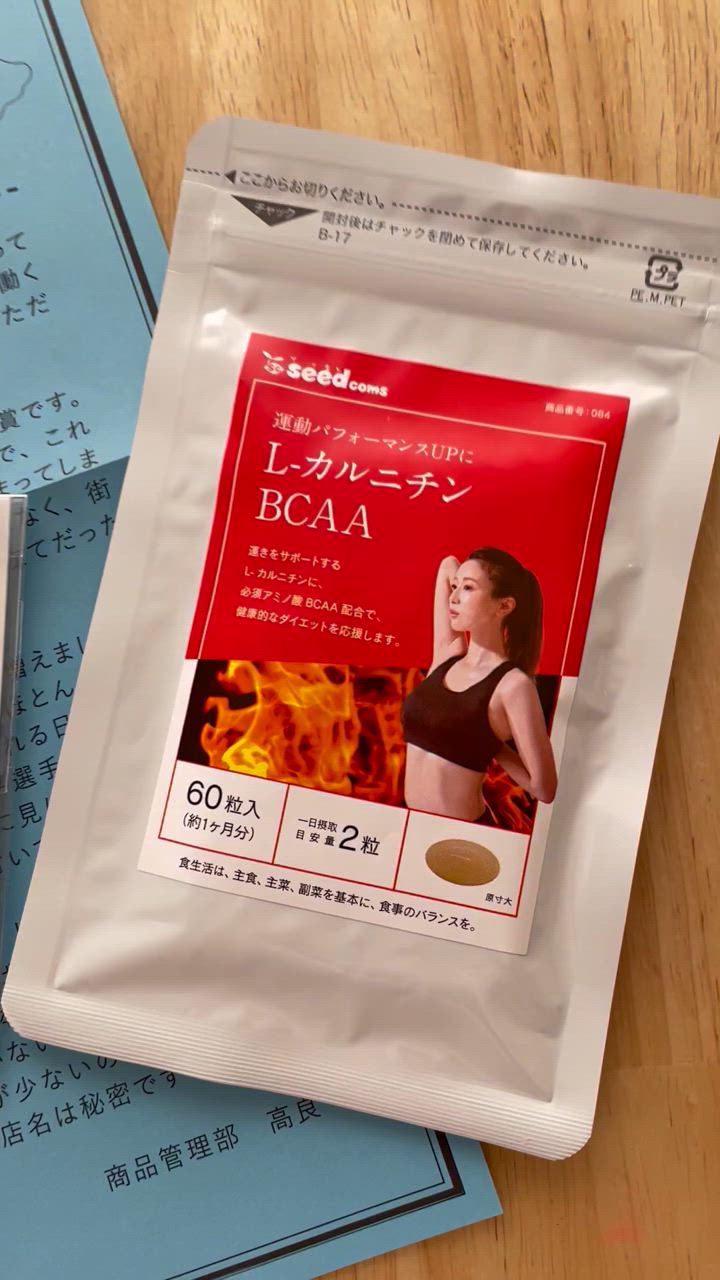 ここからお切りください。
チャック
開封後はチャックを閉めて保存してください。
B-17
プラ
PE,M,PET
seedcoms
商品番号:064
運動パフォーマンスUPに
L-カルニチン
BCAA
運きをサポートする
L-カルニチンに、
必須アミノ酸 BCAA 配合で、
健康的なダイエットを応援します。
60粒入
(約1ヶ月分)
一日摂取
目安量 2粒
原寸大
食生活は、主食、主菜、副菜を基本に、食事のバランスを。
って
働く
ただ
賞です。
で、これ
まってしま
なく、街
てだった
増えまし
ほとん
れる日
選手
に見
ない
が少ないの
店名は秘密です
商品管理部 高良